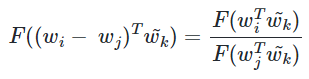 F((w_i − w_j)^T w̃_k) = F(w_i^T w̃_k) / F(w_j^T w̃_k)